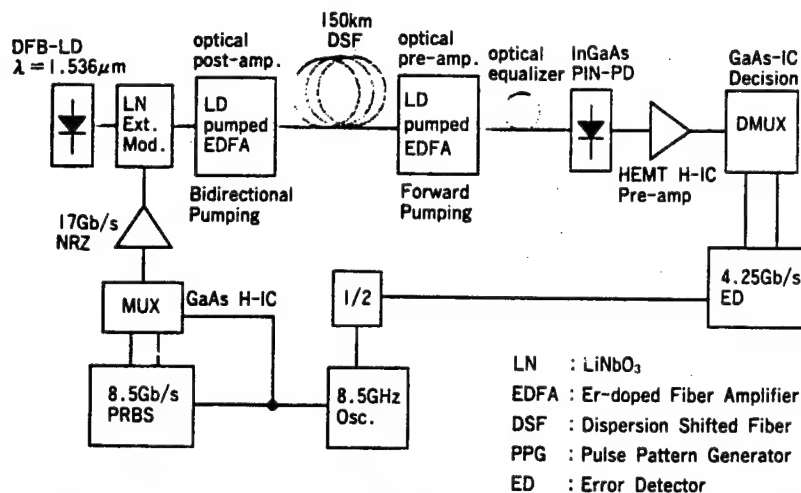 DFB-LD
λ=1.536μm
LN
Ext.
Mod.
optical
post-amp.
LD
pumped
EDFA
Bidirectional
Pumping
150km
DSF
optical
pre-amp.
LD
pumped
EDFA
Forward
Pumping
optical
equalizer
InGaAs
PIN-PD
HEMT H-IC
Pre-amp
GaAs-IC
Decision
DMUX
17Gb/s
NRZ
MUX
GaAs H-IC
1/2
4.25Gb/s
ED
8.5Gb/s
PRBS
8.5GHz
Osc.
LN : LiNbO₃
EDFA : Er-doped Fiber Amplifier
DSF : Dispersion Shifted Fiber
PPG : Pulse Pattern Generator
ED : Error Detector